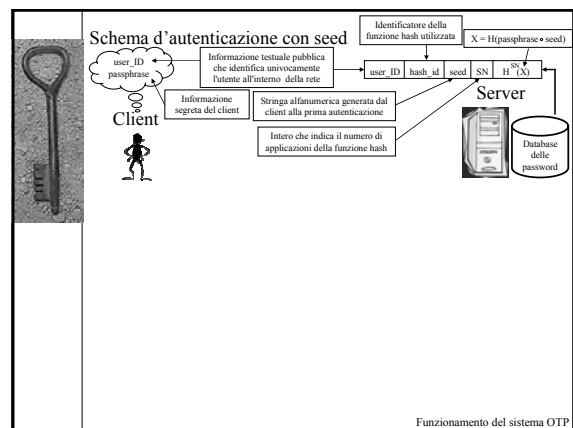 Schema d'autenticazione con seed
Identificatore della
funzione hash utilizzata
X = H(passphrase∘seed)
user_ID
passphrase
Informazione testuale pubblica
che identifica univocamente
l'utente all'interno della rete
user_ID hash_id seed SN H^SN(X)
Informazione
segreta del client
Stringa alfanumerica generata dal
client alla prima autenticazione
Server
Client
Intero che indica il numero di
applicazioni della funzione hash
Database
delle
password
Funzionamento del sistema OTP